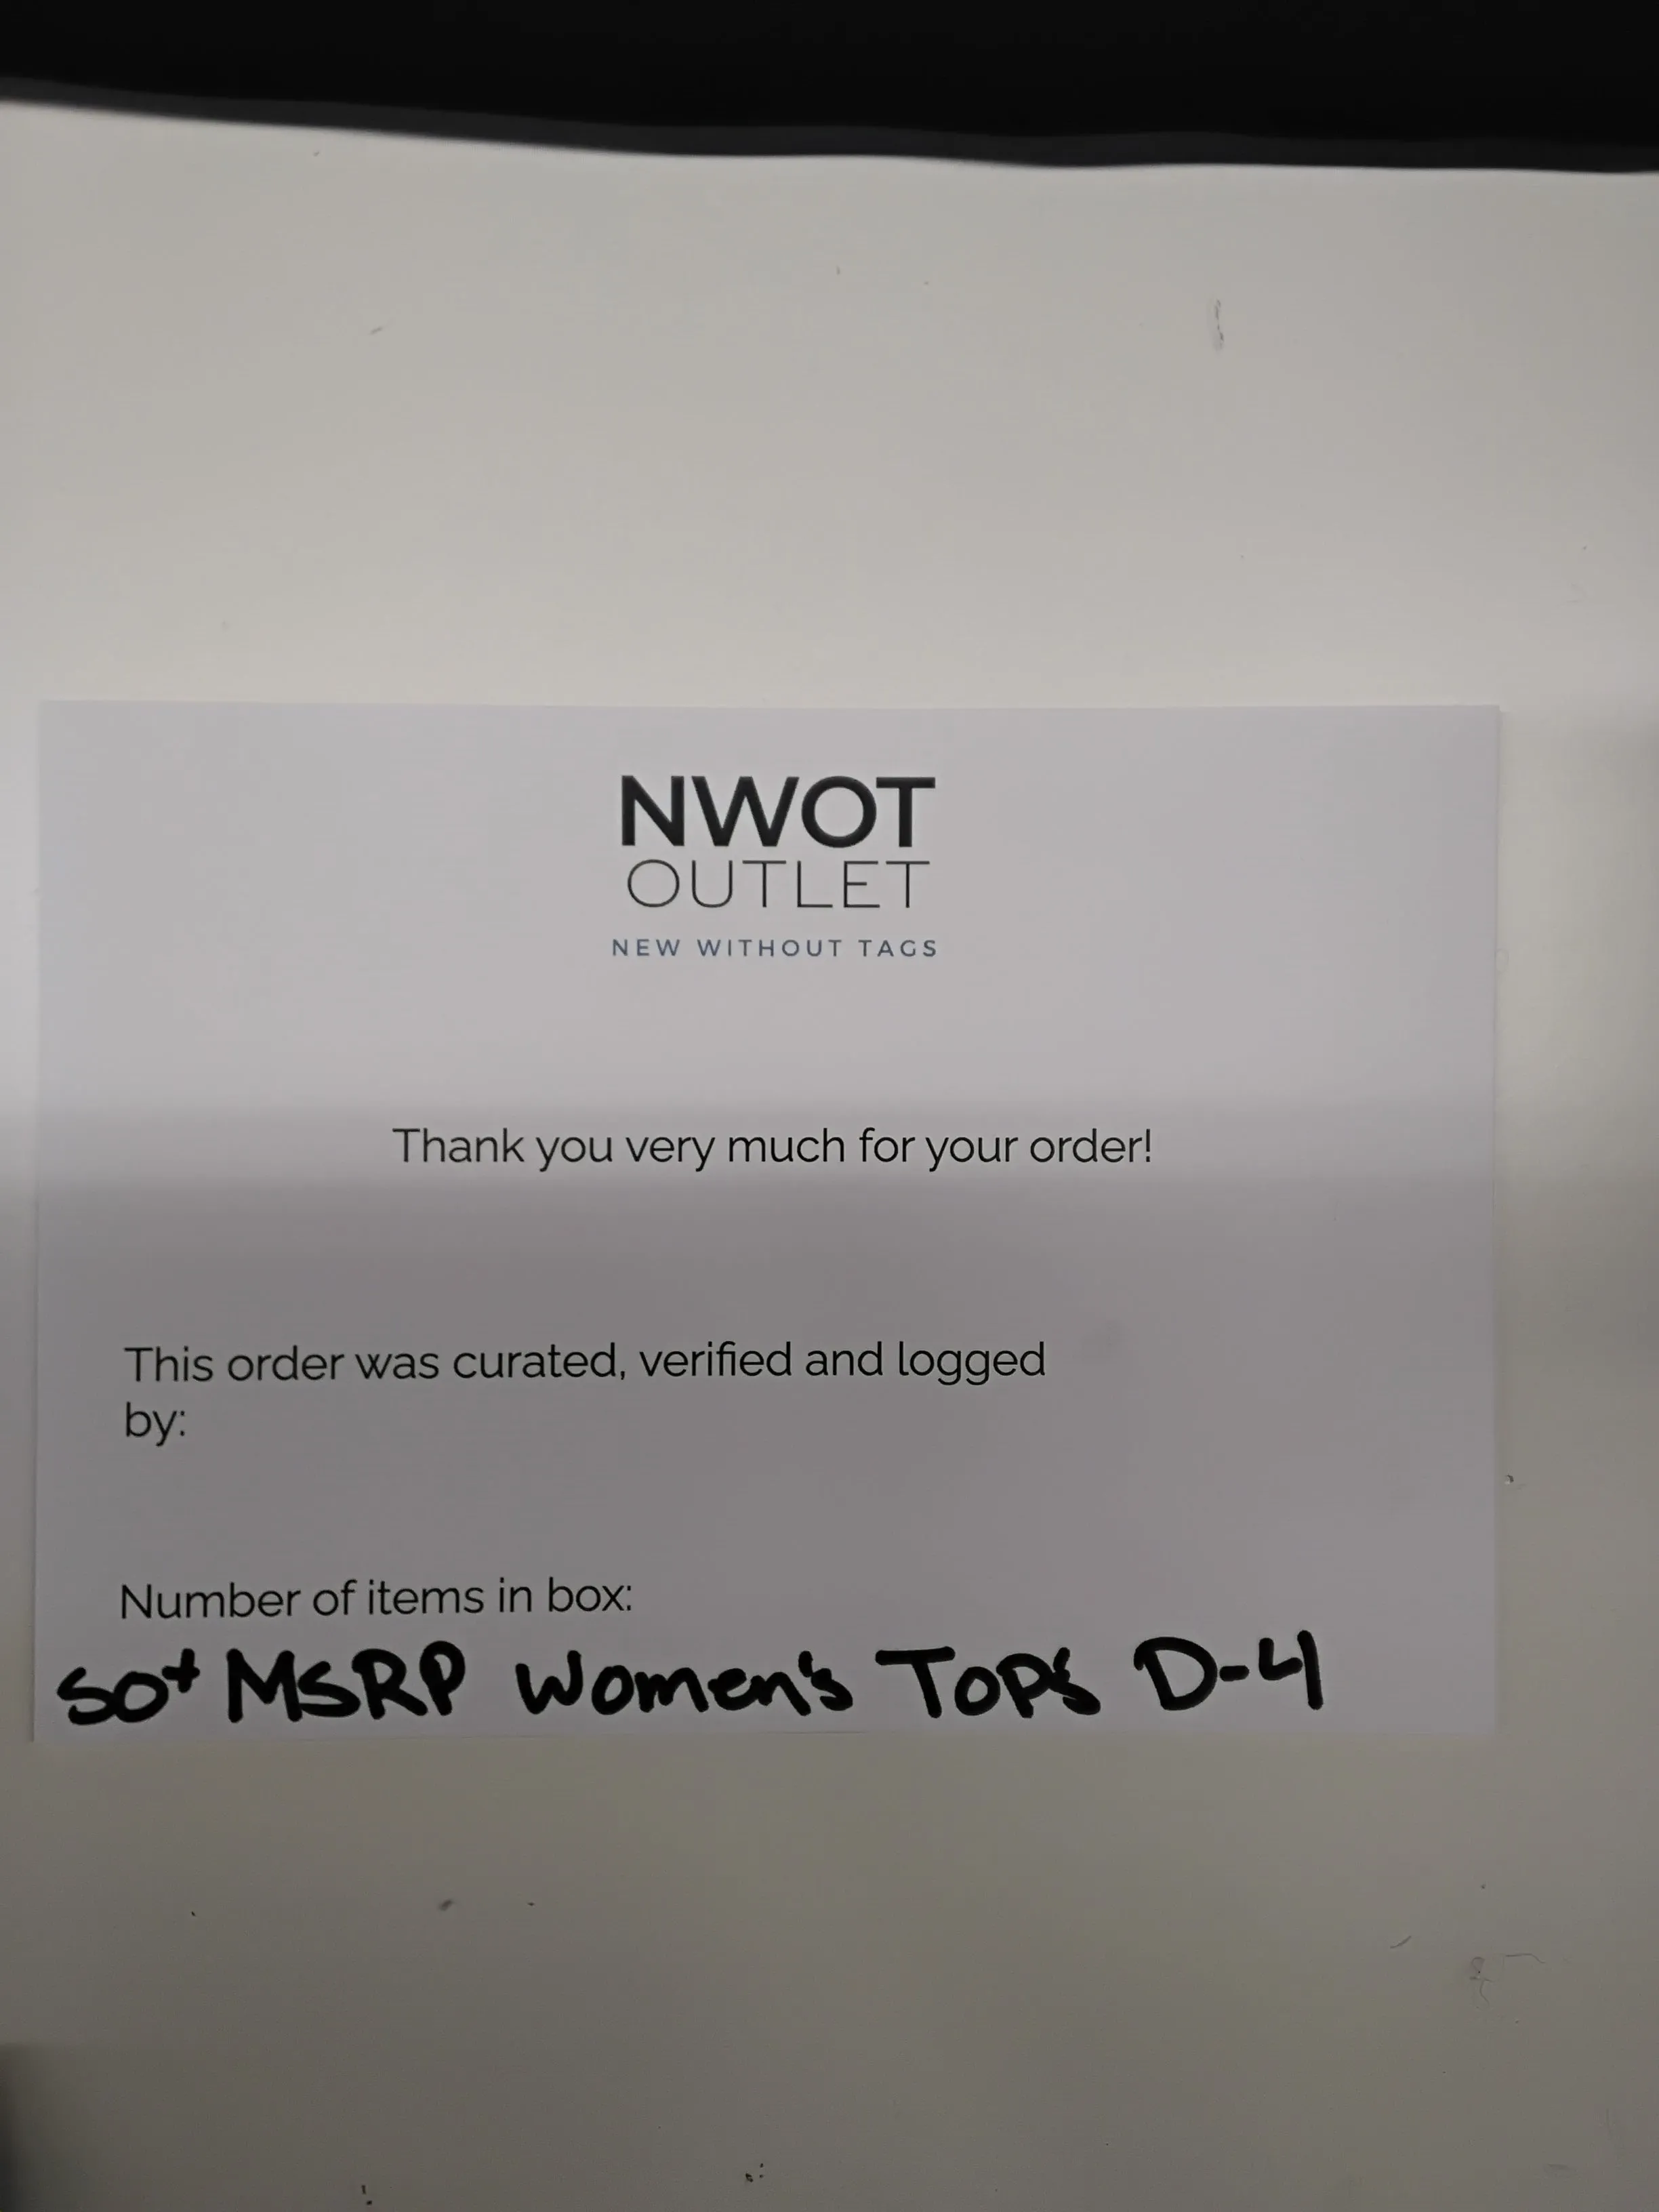 NWOT
OUTLET
NEW WITHOUT TAGS
Thank you very much for your order!
This order was curated, verified and logged
by:
Number of items in box:
50+ MSRP Women's Tops D-4